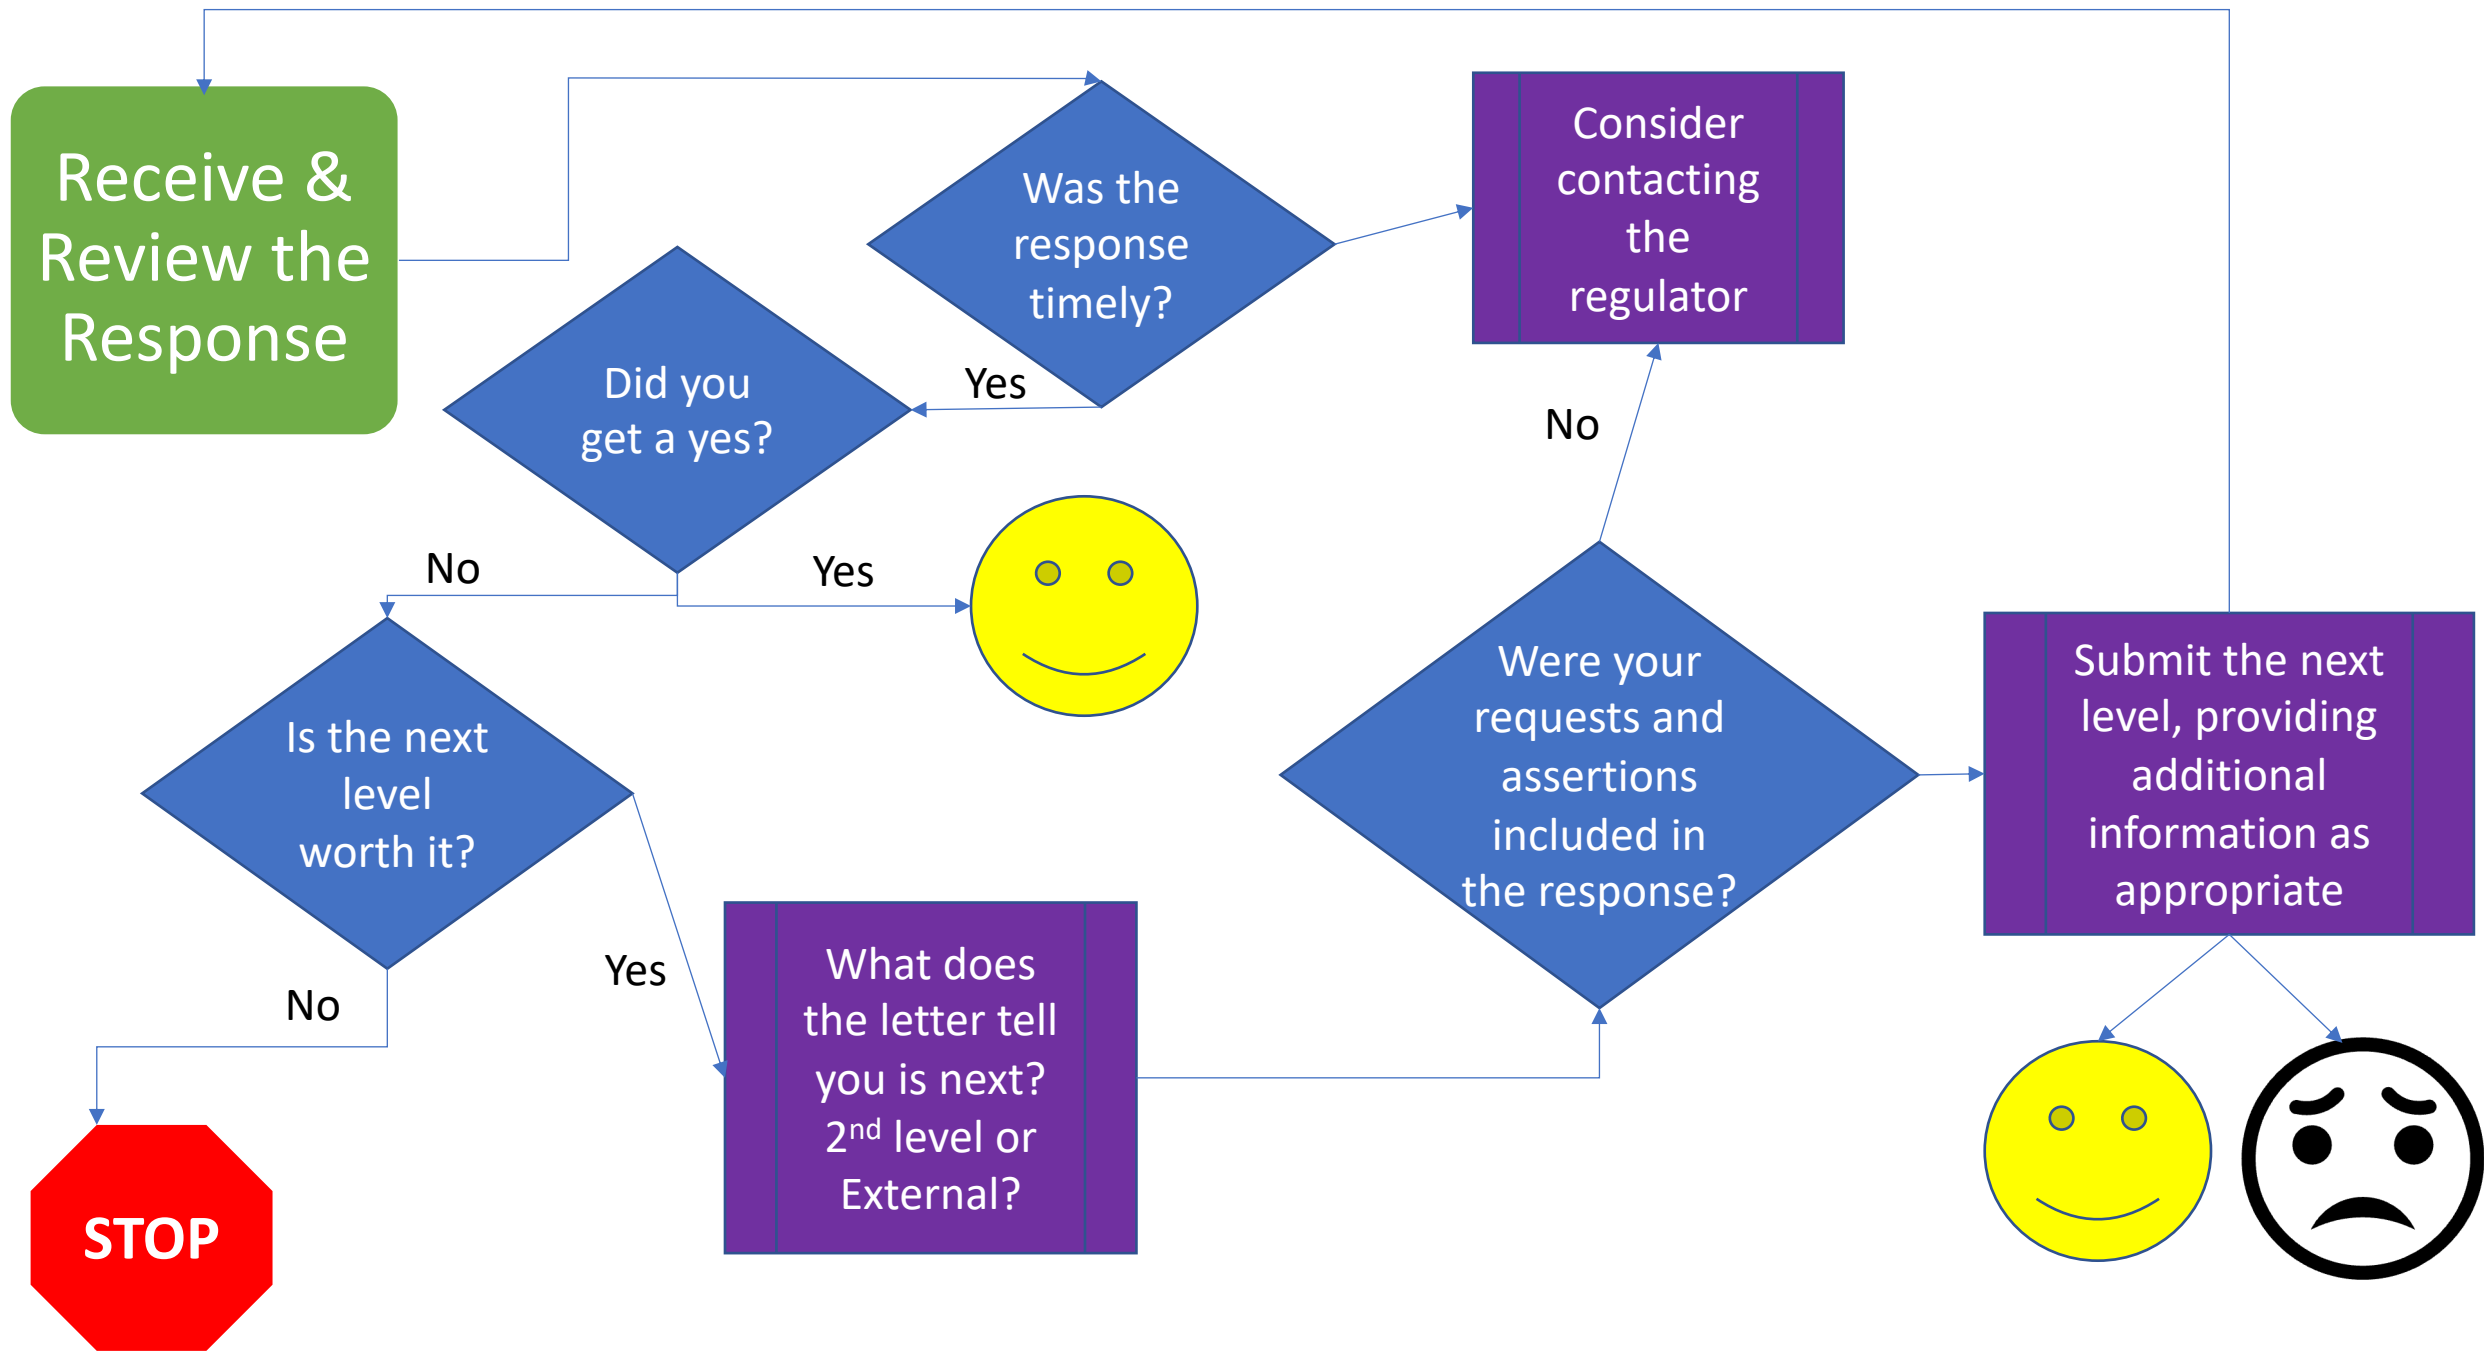 Receive &
Review the
Response
Was the
response
timely?
Consider
contacting
the
regulator
Yes
Did you
get a yes?
No
No
Yes
Were your
requests and
assertions
included in
the response?
Submit the next
level, providing
additional
information as
appropriate
Is the next
level
worth it?
Yes
No
What does
the letter tell
you is next?
2nd level or
External?
STOP